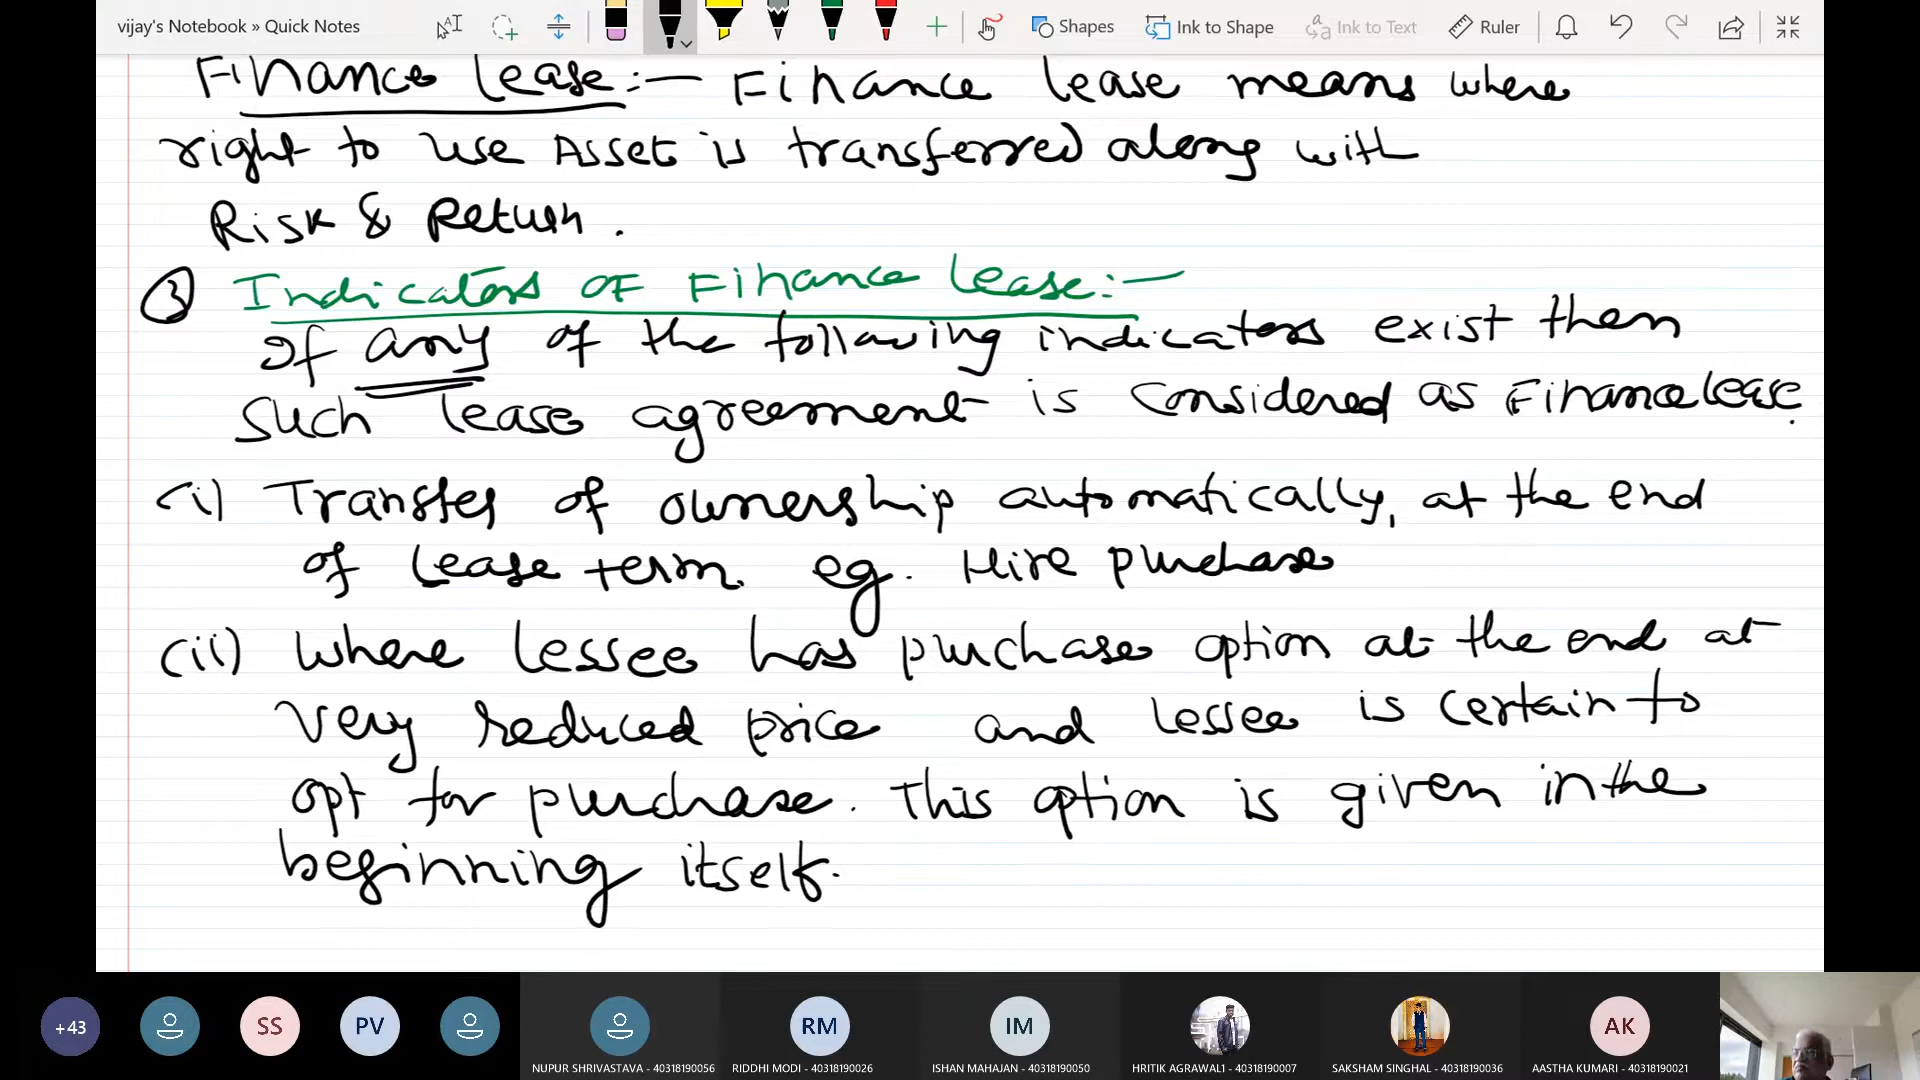 vijay's Notebook » Quick Notes
Shapes
Ink to Shape
Ink to Text
Ruler
Finance Lease:— Finance lease means where
right to use Asset is transferred along with
Risk & Return.
③ Indicators OF Finance Lease:—
If any of the following indicators exist then
such lease agreement is considered as Finance lease.
(i) Transfer of ownership automatically, at the end
of lease term. eg. Hire purchase
(ii) Where lessee has purchase option at the end at
very reduced price and lessee is certain to
opt for purchase. This option is given in the
beginning itself.
+43
SS
PV
RM
IM
AK
NUPUR SHRIVASTAVA - 40318190056
RIDDHI MODI - 40318190026
ISHAN MAHAJAN - 40318190050
HRITIK AGRAWAL1 - 40318190007
SAKSHAM SINGHAL - 40318190036
AASTHA KUMARI - 40318190021